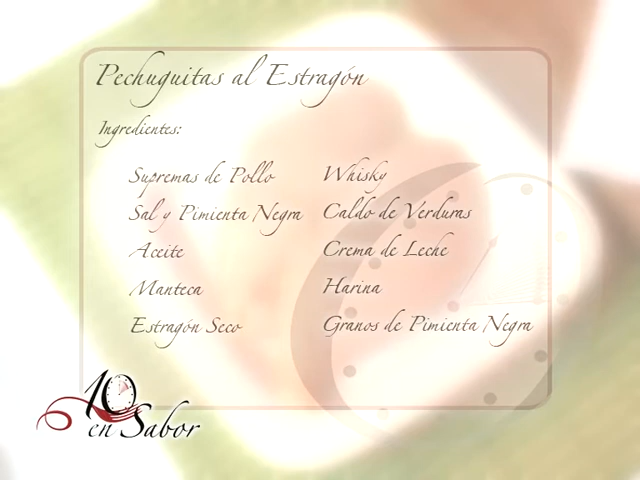 Pechuguitas al Estragón
Ingredientes:
Supremas de Pollo
Sal y Pimienta Negra
Aceite
Manteca
Estragón Seco
Whisky
Caldo de Verduras
Crema de Leche
Harina
Granos de Pimienta Negra
10
en Sabor